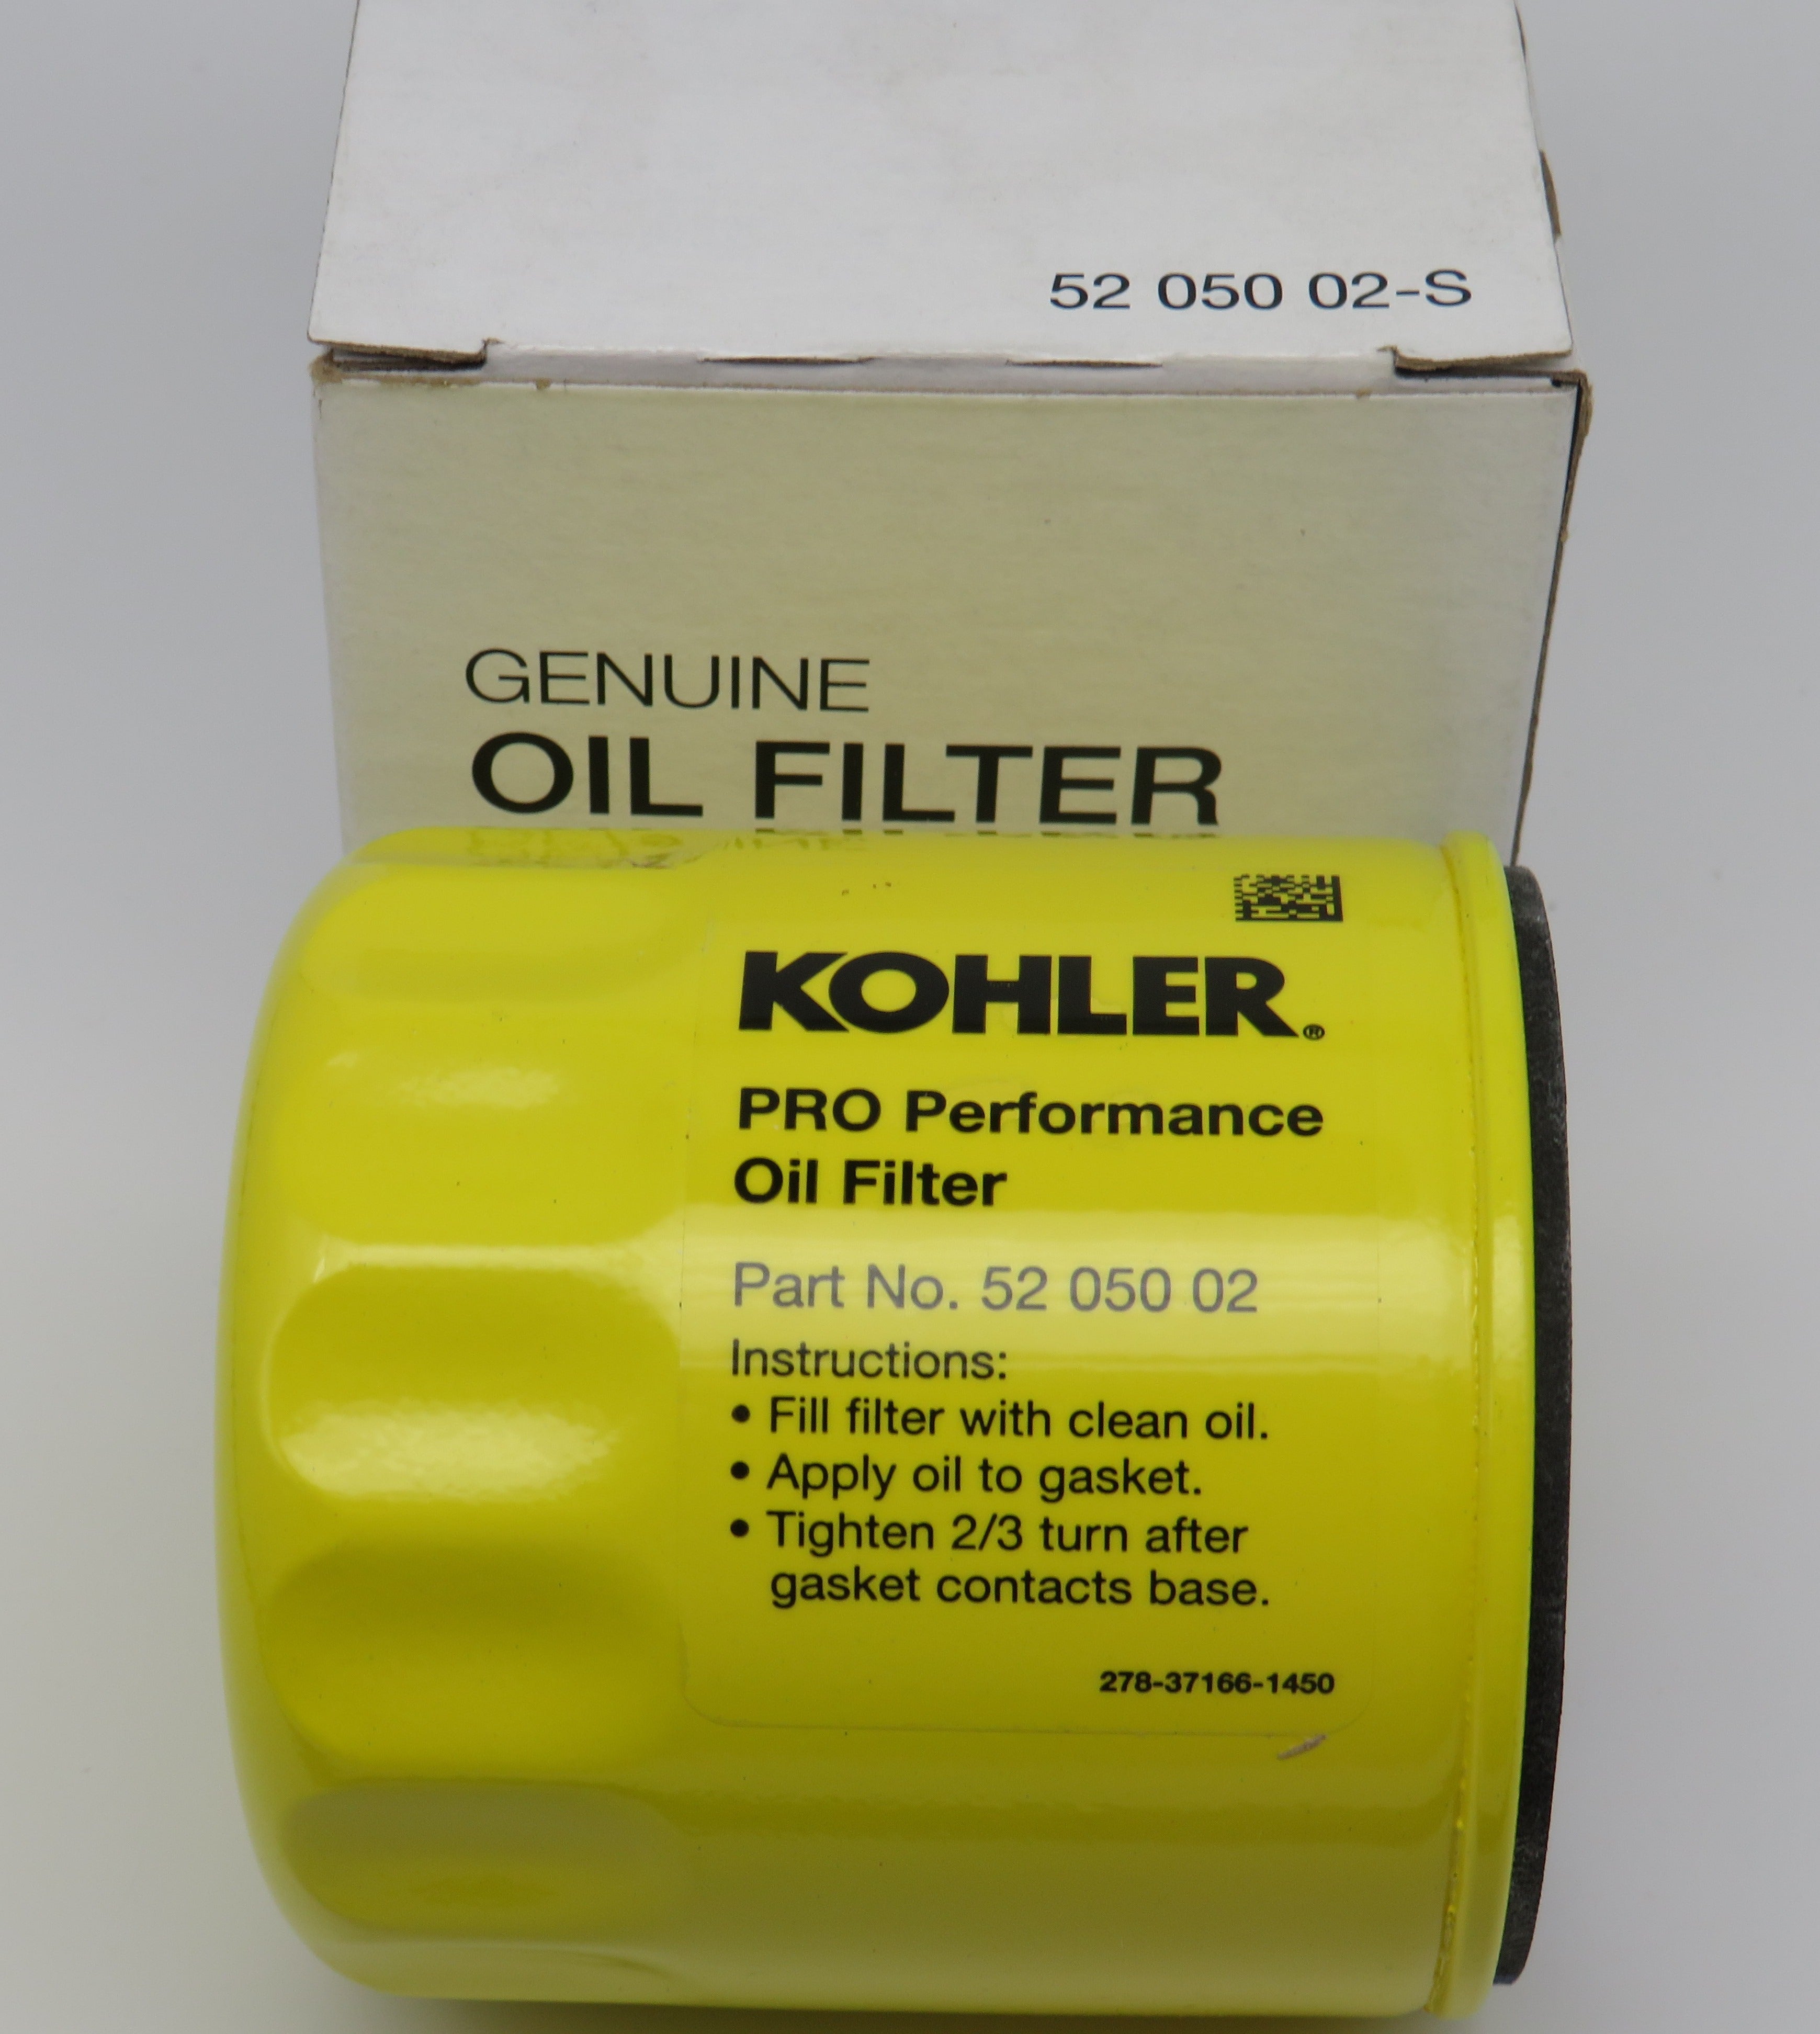 52 050 02-S
GENUINE
OIL FILTER
KOHLER®
PRO Performance
Oil Filter
Part No. 52 050 02
Instructions:
• Fill filter with clean oil.
• Apply oil to gasket.
• Tighten 2/3 turn after
gasket contacts base.
278-37166-1450